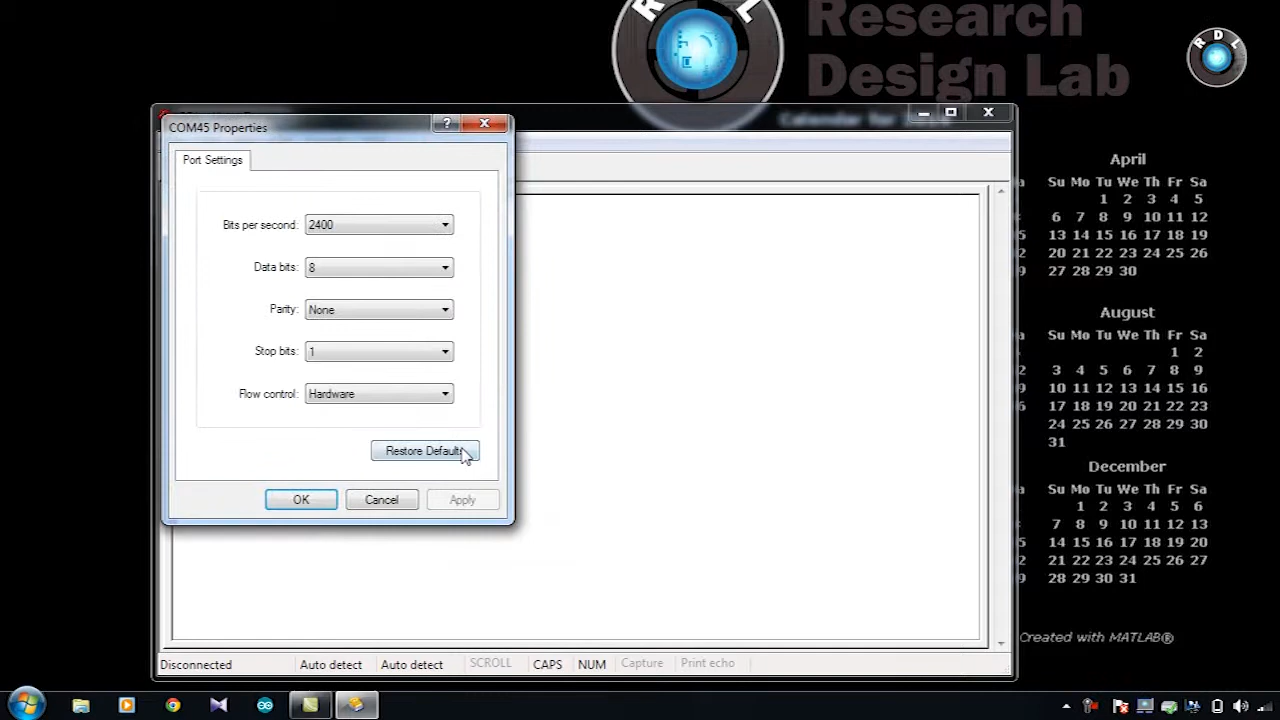 Research
Design Lab
R D L
R D L
COM45 Properties
?
Port Settings
Bits per second: 2400
Data bits: 8
Parity: None
Stop bits: 1
Flow control: Hardware
Restore Defaults
OK Cancel Apply
Disconnected Auto detect Auto detect SCROLL CAPS NUM Capture Print echo
April
Su Mo Tu We Th Fr Sa
1 2 3 4 5
6 7 8 9 10 11 12
13 14 15 16 17 18 19
20 21 22 23 24 25 26
27 28 29 30
August
Su Mo Tu We Th Fr Sa
1 2
3 4 5 6 7 8 9
10 11 12 13 14 15 16
17 18 19 20 21 22 23
24 25 26 27 28 29 30
31
December
Su Mo Tu We Th Fr Sa
1 2 3 4 5 6
7 8 9 10 11 12 13
14 15 16 17 18 19 20
21 22 23 24 25 26 27
28 29 30 31
Created with MATLAB®